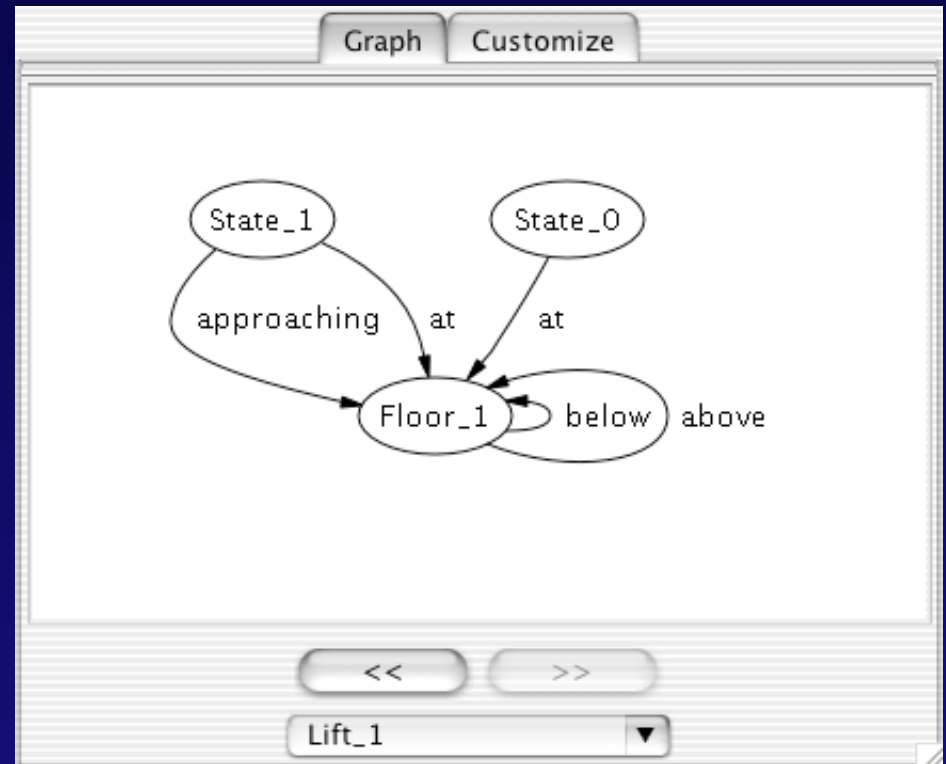 Graph Customize
State_1 State_0
approaching at at
Floor_1 below above
<< >>
Lift_1